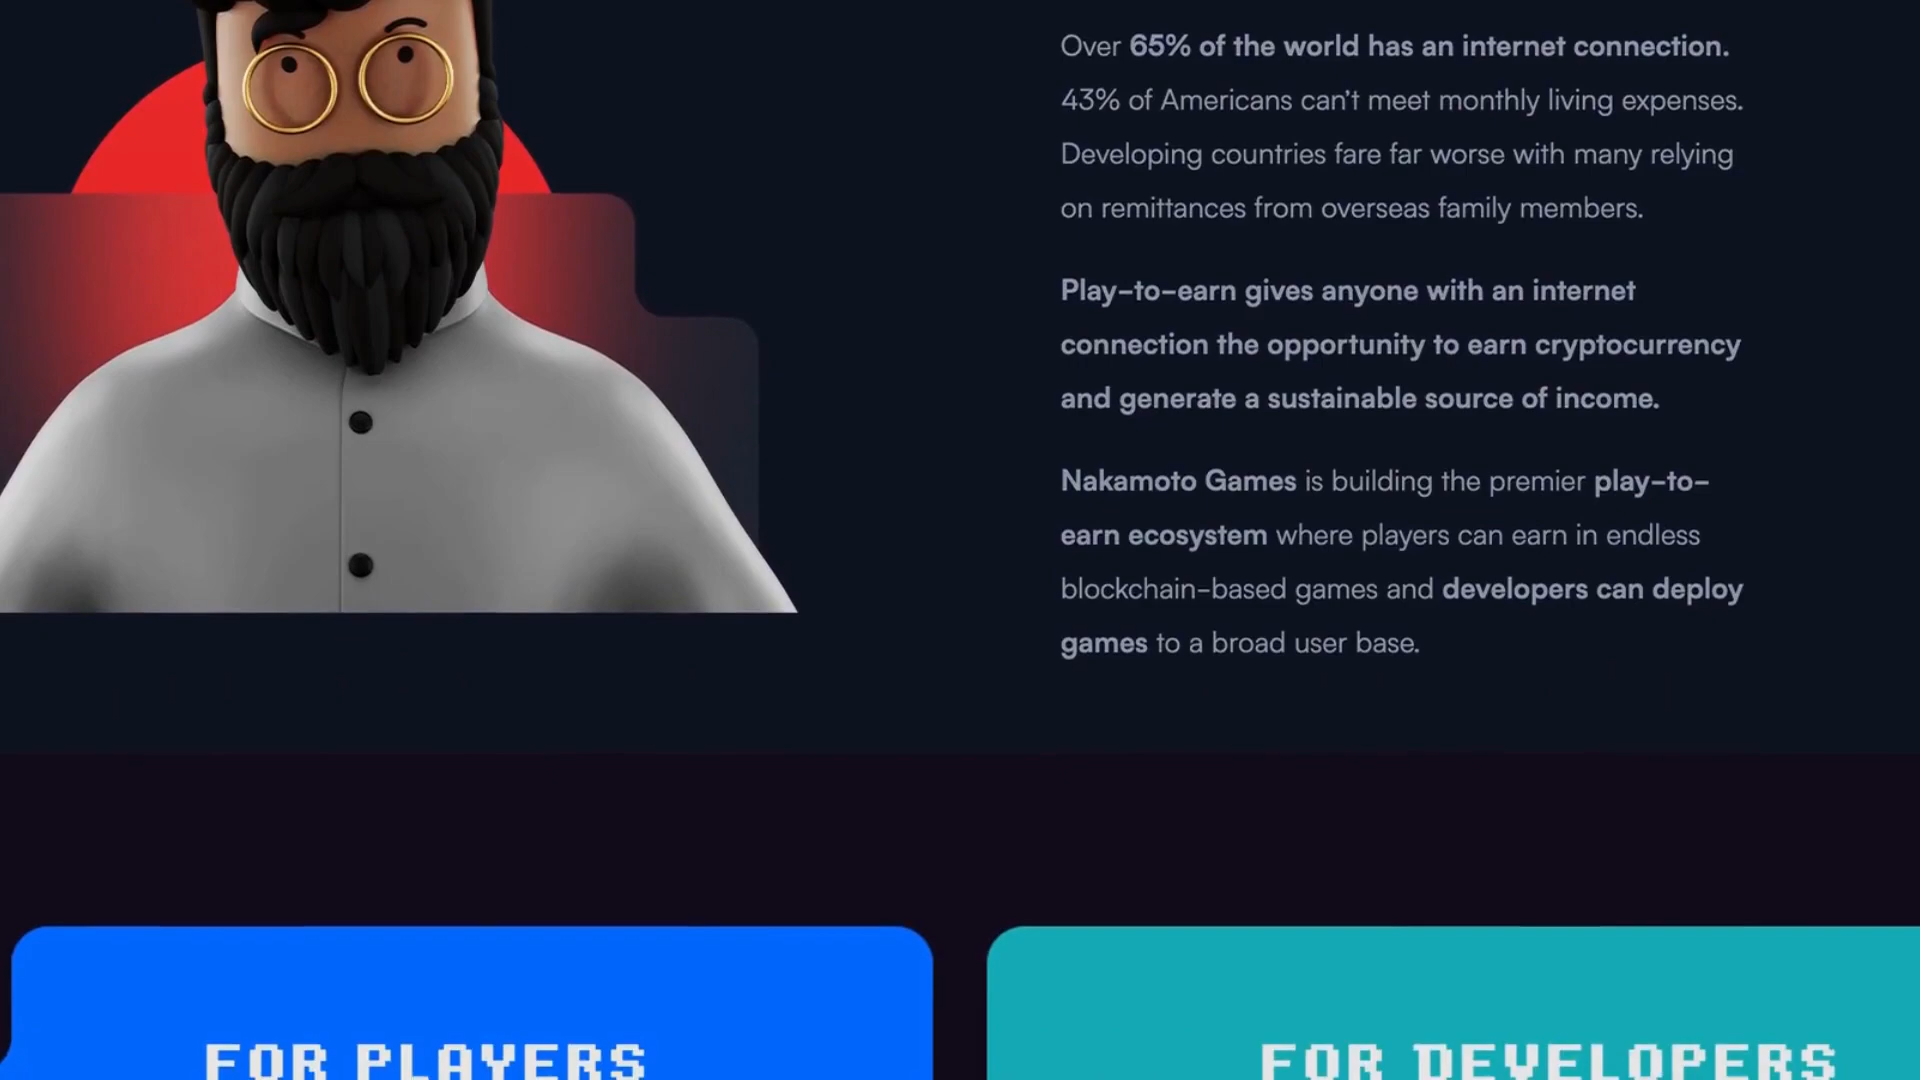 Over 65% of the world has an internet connection.
43% of Americans can't meet monthly living expenses.
Developing countries fare far worse with many relying
on remittances from overseas family members.
Play-to-earn gives anyone with an internet
connection the opportunity to earn cryptocurrency
and generate a sustainable source of income.
Nakamoto Games is building the premier play-to-
earn ecosystem where players can earn in endless
blockchain-based games and developers can deploy
games to a broad user base.
FOR PLAYERS
FOR DEVELOPERS